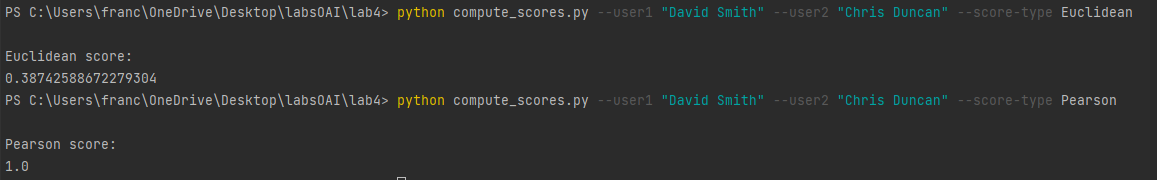 PS C:\Users\franc\OneDrive\Desktop\labsOAI\lab4> python compute_scores.py --user1 "David Smith" --user2 "Chris Duncan" --score-type Euclidean
Euclidean score:
0.38742588672279304
PS C:\Users\franc\OneDrive\Desktop\labsOAI\lab4> python compute_scores.py --user1 "David Smith" --user2 "Chris Duncan" --score-type Pearson
Pearson score:
1.0